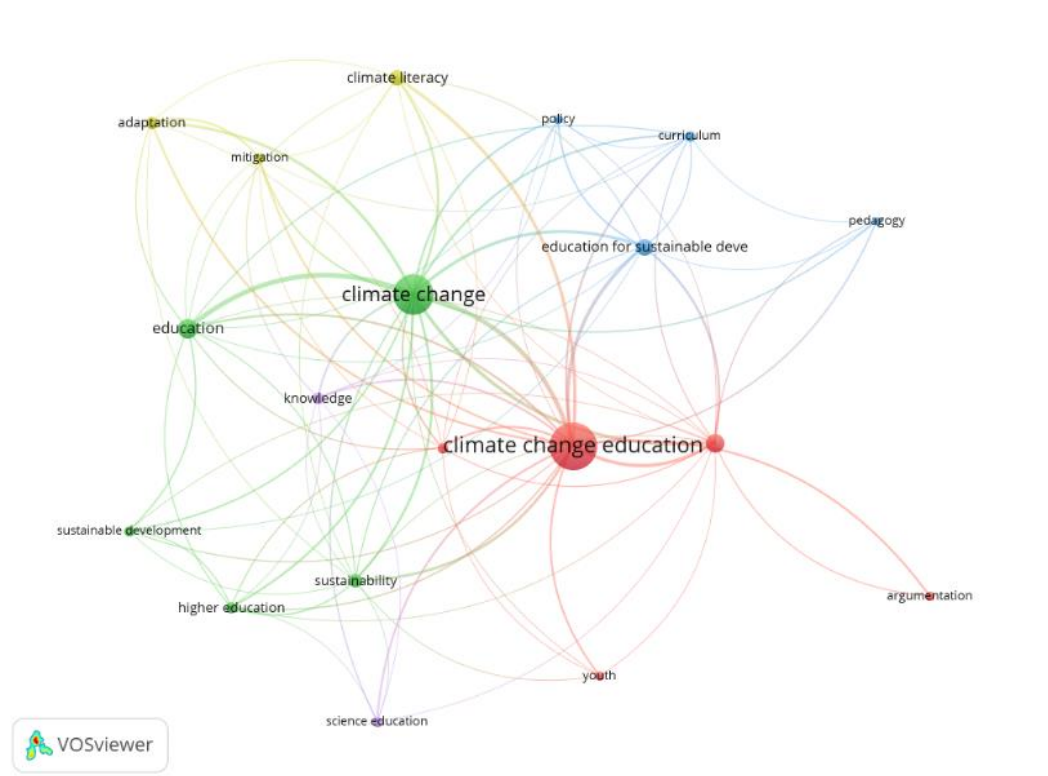 climate literacy
adaptation
policy
curriculum
mitigation
pedagogy
education for sustainable deve
climate change
education
knowledge
climate change education
sustainable development
sustainability
higher education
argumentation
youth
science education
VOSviewer